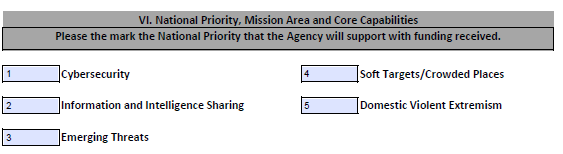 VI. National Priority, Mission Area and Core Capabilities
Please the mark the National Priority that the Agency will support with funding received.
1 Cybersecurity
4 Soft Targets/Crowded Places
2 Information and Intelligence Sharing
5 Domestic Violent Extremism
3 Emerging Threats